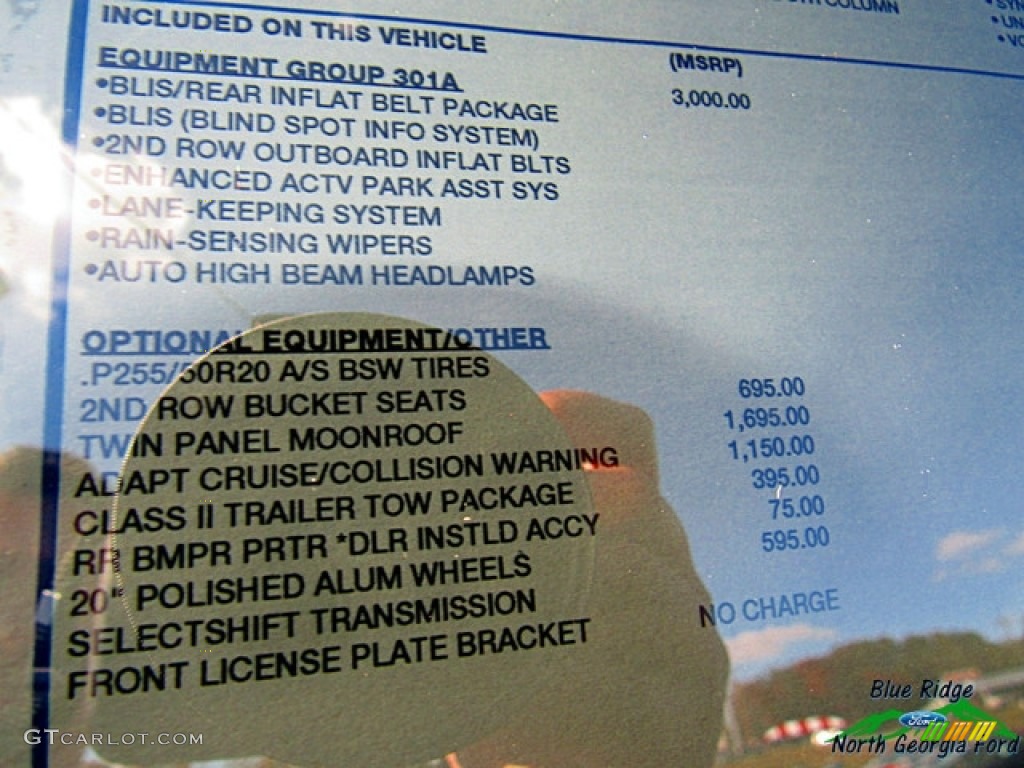 COLUMN
INCLUDED ON THIS VEHICLE
(MSRP)
EQUIPMENT GROUP 301A
3,000.00
•BLIS/REAR INFLAT BELT PACKAGE
•BLIS (BLIND SPOT INFO SYSTEM)
•2ND ROW OUTBOARD INFLAT BLTS
•ENHANCED ACTV PARK ASST SYS
•LANE-KEEPING SYSTEM
•RAIN-SENSING WIPERS
•AUTO HIGH BEAM HEADLAMPS
OPTIONAL EQUIPMENT/OTHER
.P255/50R20 A/S BSW TIRES
2ND ROW BUCKET SEATS 695.00
TWIN PANEL MOONROOF 1,695.00
ADAPT CRUISE/COLLISION WARNING 1,150.00
CLASS II TRAILER TOW PACKAGE 395.00
RR BMPR PRTR *DLR INSTLD ACCY 75.00
20" POLISHED ALUM WHEELS 595.00
SELECTSHIFT TRANSMISSION
FRONT LICENSE PLATE BRACKET NO CHARGE
GTCARLOT.COM
Blue Ridge
Ford
North Georgia Ford